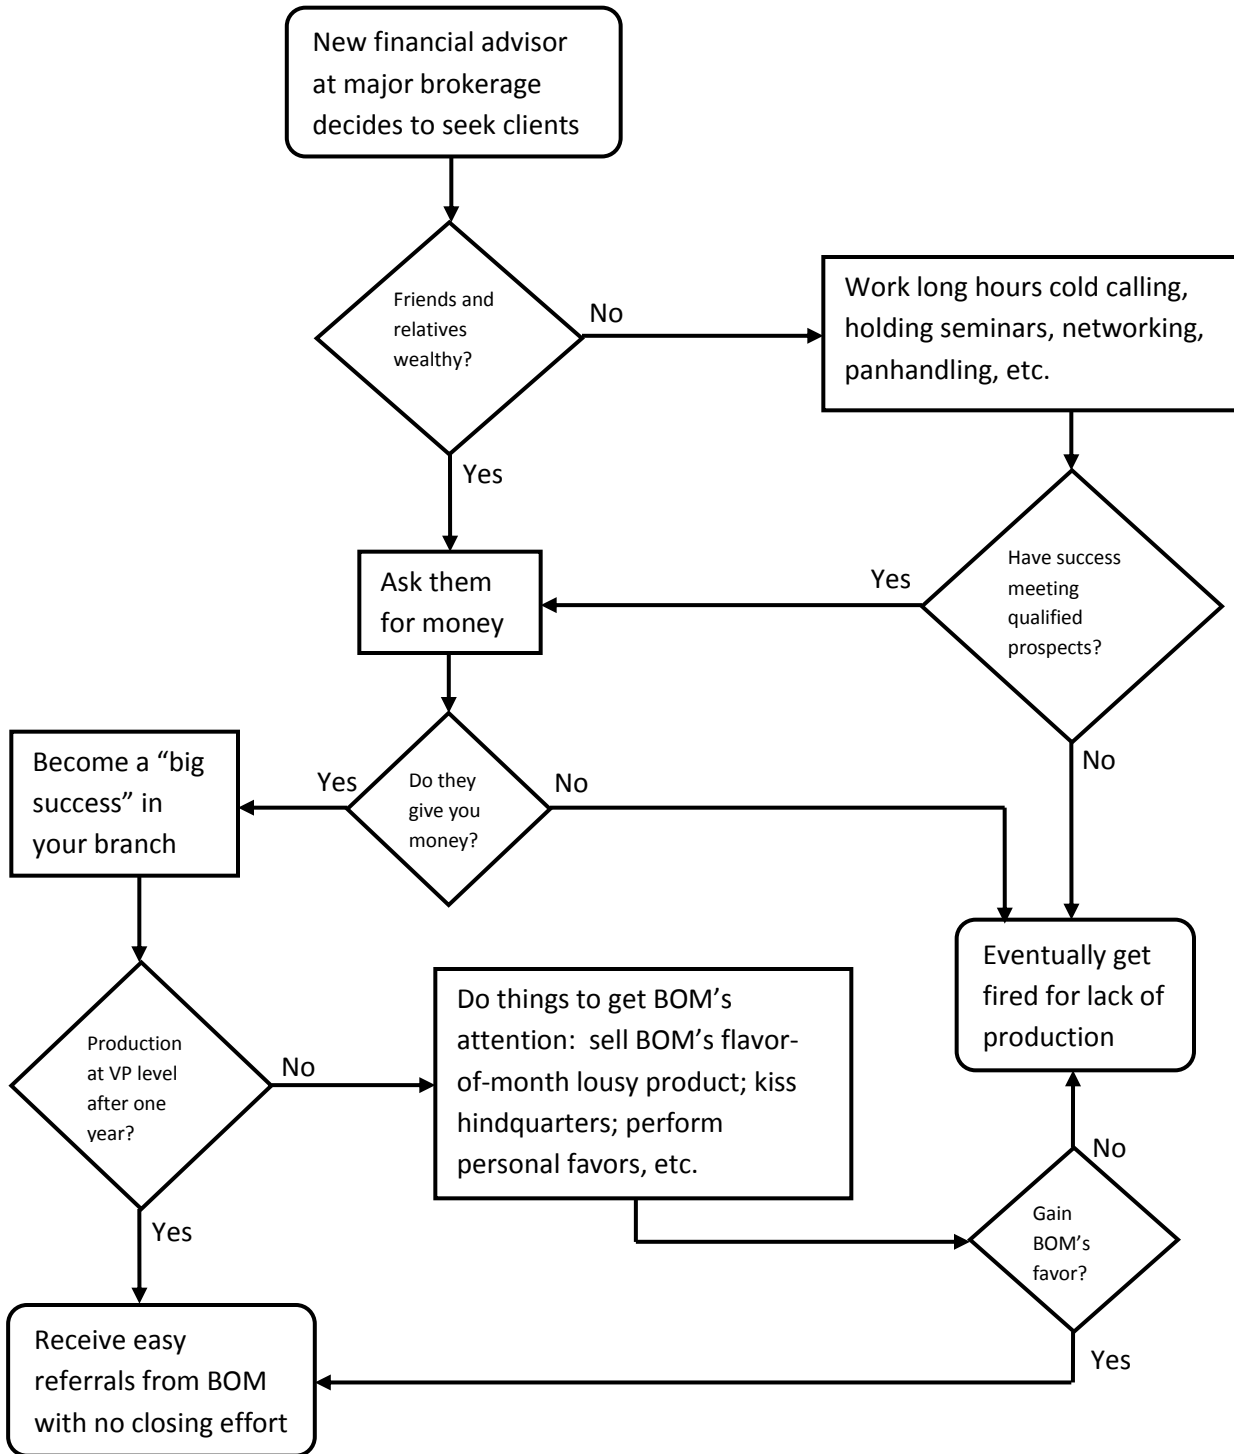 New financial advisor
at major brokerage
decides to seek clients
Friends and
relatives
wealthy?
No
Work long hours cold calling,
holding seminars, networking,
panhandling, etc.
Yes
Ask them
for money
Yes
Have success
meeting
qualified
prospects?
No
Become a “big
success” in
your branch
Yes
Do they
give you
money?
No
Eventually get
fired for lack of
production
Production
at VP level
after one
year?
No
Do things to get BOM’s
attention:  sell BOM’s flavor-
of-month lousy product; kiss
hindquarters; perform
personal favors, etc.
No
Gain
BOM’s
favor?
Yes
Yes
Receive easy
referrals from BOM
with no closing effort